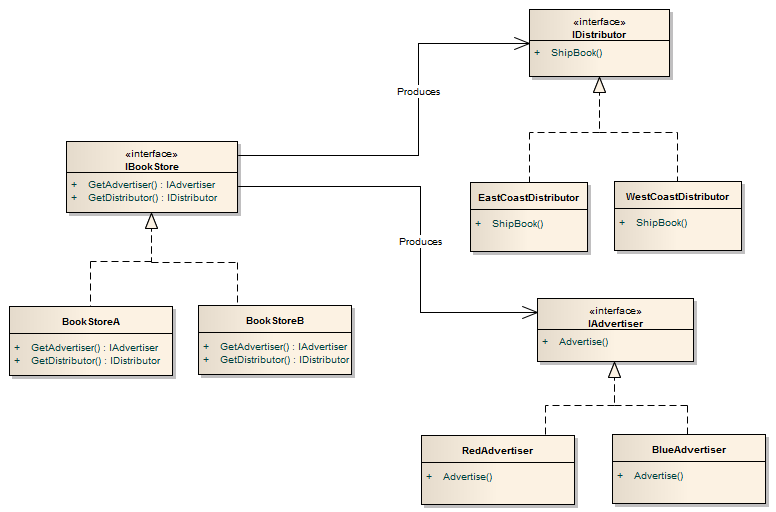 «interface»
IDistributor
+ ShipBook()
Produces
«interface»
IBookStore
+ GetAdvertiser() : IAdvertiser
+ GetDistributor() : IDistributor
EastCoastDistributor
+ ShipBook()
WestCoastDistributor
+ ShipBook()
Produces
BookStoreA
+ GetAdvertiser() : IAdvertiser
+ GetDistributor() : IDistributor
BookStoreB
+ GetAdvertiser() : IAdvertiser
+ GetDistributor() : IDistributor
«interface»
IAdvertiser
+ Advertise()
RedAdvertiser
+ Advertise()
BlueAdvertiser
+ Advertise()